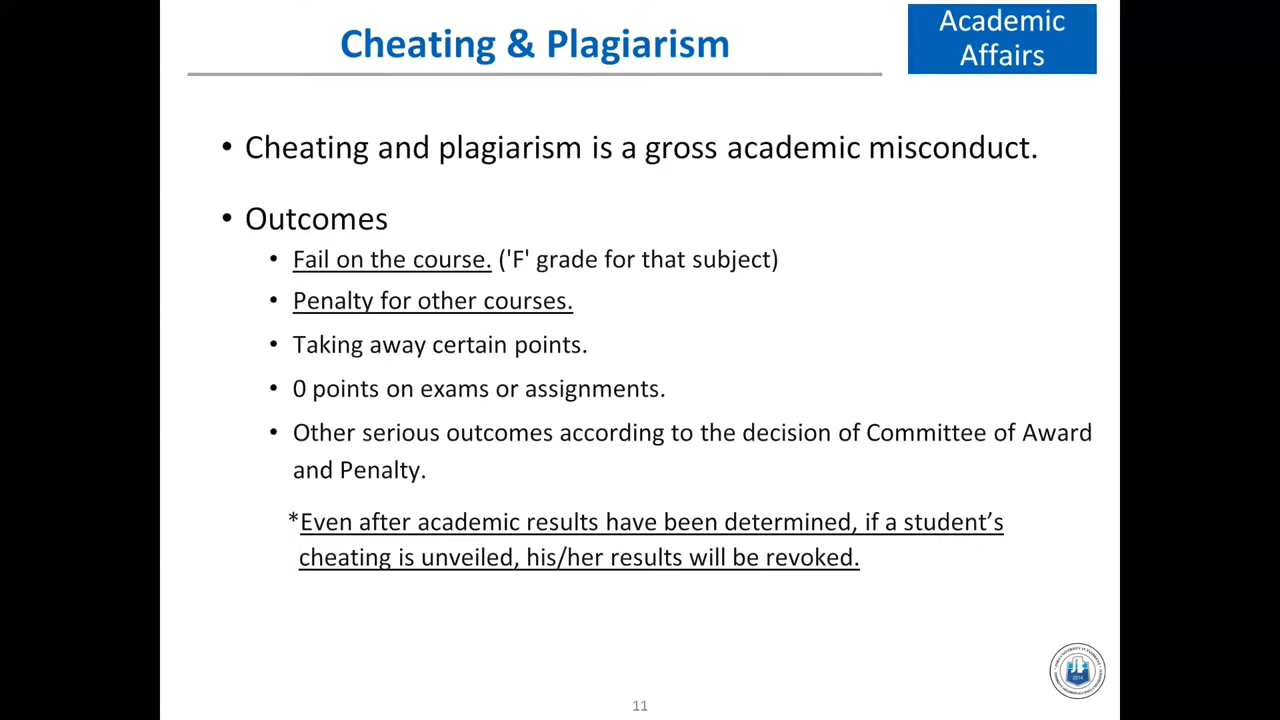 Cheating & Plagiarism
Academic
Affairs
• Cheating and plagiarism is a gross academic misconduct.
• Outcomes
• Fail on the course. ('F' grade for that subject)
• Penalty for other courses.
• Taking away certain points.
• 0 points on exams or assignments.
• Other serious outcomes according to the decision of Committee of Award
and Penalty.
*Even after academic results have been determined, if a student’s
cheating is unveiled, his/her results will be revoked.
2014
11